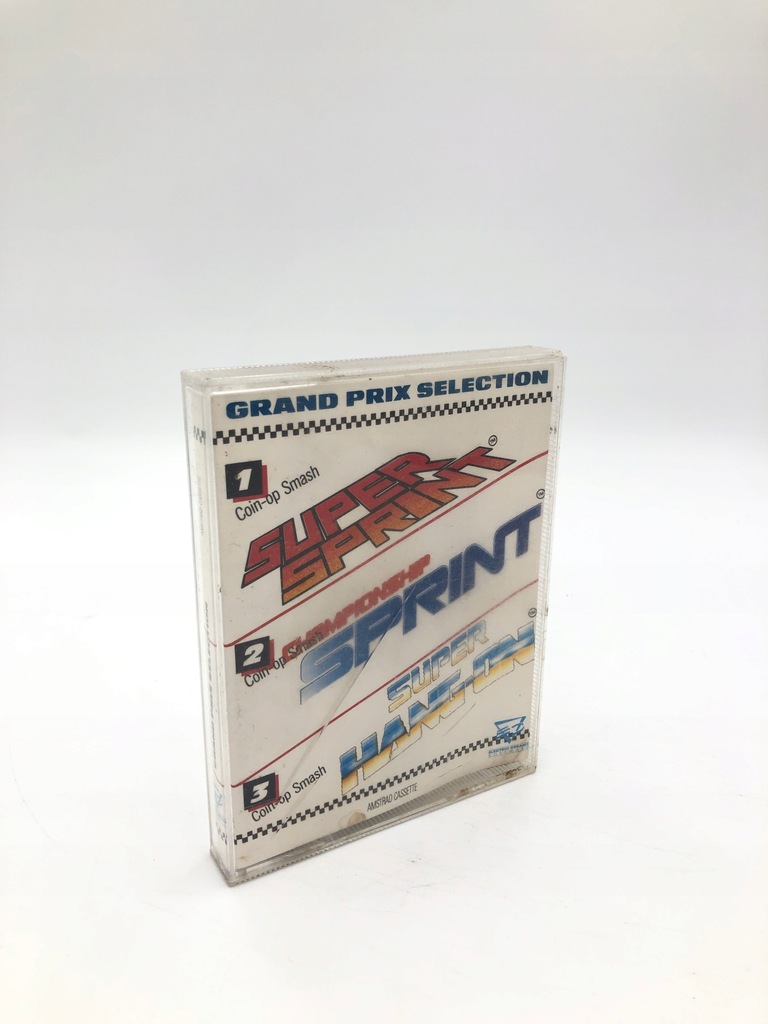 GRAND PRIX SELECTION
1
Coin-op Smash
SUPER
SPRINT
2
Coin-op Smash
CHAMPIONSHIP
SPRINT
3
Coin-op Smash
SUPER
HANG-ON
AMSTRAD CASSETTE